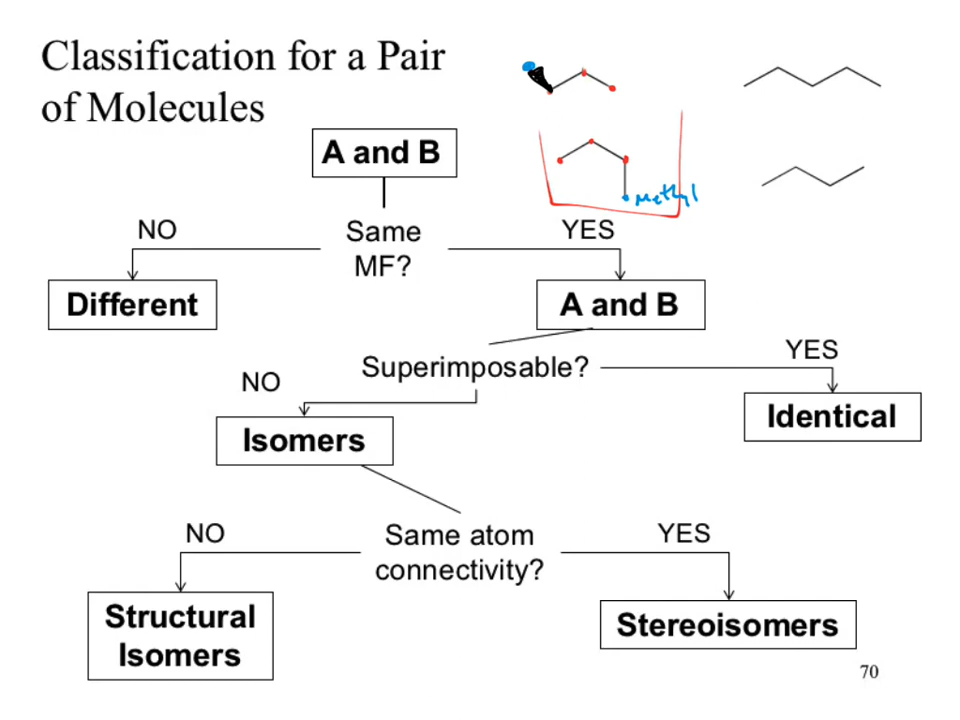 Classification for a Pair
of Molecules
A and B
methyl
NO
Same
MF?
YES
Different
A and B
Superimposable?
YES
NO
Identical
Isomers
NO
Same atom
connectivity?
YES
Structural
Isomers
Stereoisomers
70